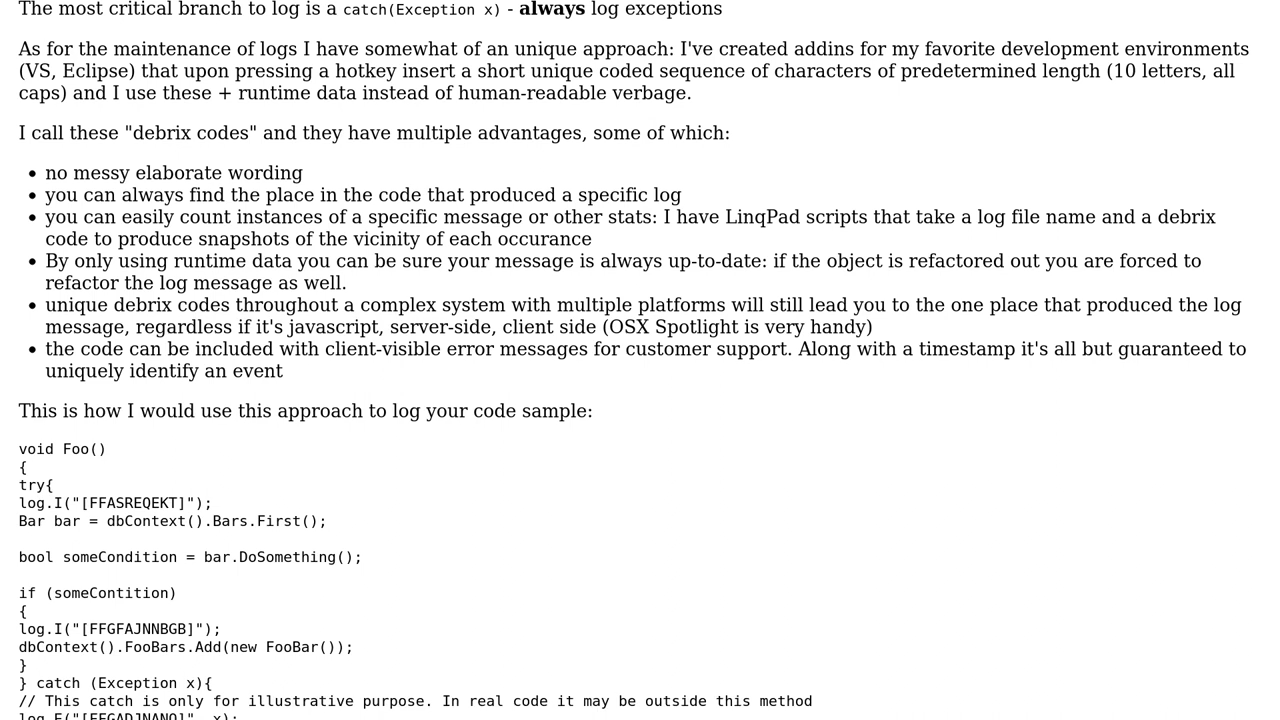 The most critical branch to log is a catch(Exception x) - always log exceptions
As for the maintenance of logs I have somewhat of an unique approach: I've created addins for my favorite development environments
(VS, Eclipse) that upon pressing a hotkey insert a short unique coded sequence of characters of predetermined length (10 letters, all
caps) and I use these + runtime data instead of human-readable verbage.
I call these "debrix codes" and they have multiple advantages, some of which:
• no messy elaborate wording
• you can always find the place in the code that produced a specific log
• you can easily count instances of a specific message or other stats: I have LinqPad scripts that take a log file name and a debrix
code to produce snapshots of the vicinity of each occurance
• By only using runtime data you can be sure your message is always up-to-date: if the object is refactored out you are forced to
refactor the log message as well.
• unique debrix codes throughout a complex system with multiple platforms will still lead you to the one place that produced the log
message, regardless if it's javascript, server-side, client side (OSX Spotlight is very handy)
• the code can be included with client-visible error messages for customer support. Along with a timestamp it's all but guaranteed to
uniquely identify an event
This is how I would use this approach to log your code sample:
void Foo()
{
try{
log.I("[FFASREQEKT]");
Bar bar = dbContext().Bars.First();
bool someCondition = bar.DoSomething();
if (someContition)
{
log.I("[FFGFAJNNBGB]");
dbContext().FooBars.Add(new FooBar());
}
} catch (Exception x){
// This catch is only for illustrative purpose. In real code it may be outside this method
log.E("[FFGADJNANQ]", x);